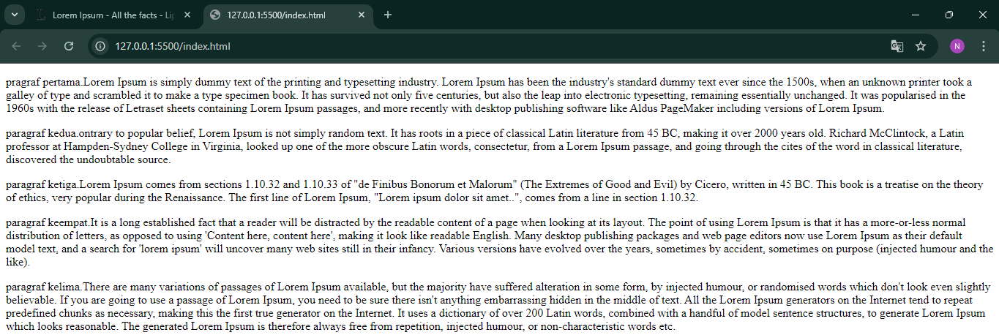 Lorem Ipsum - All the facts - Lip
127.0.0.1:5500/index.html
127.0.0.1:5500/index.html
N
pragraf pertama.Lorem Ipsum is simply dummy text of the printing and typesetting industry. Lorem Ipsum has been the industry's standard dummy text ever since the 1500s, when an unknown printer took a
galley of type and scrambled it to make a type specimen book. It has survived not only five centuries, but also the leap into electronic typesetting, remaining essentially unchanged. It was popularised in the
1960s with the release of Letraset sheets containing Lorem Ipsum passages, and more recently with desktop publishing software like Aldus PageMaker including versions of Lorem Ipsum.
paragraf kedua.ontrary to popular belief, Lorem Ipsum is not simply random text. It has roots in a piece of classical Latin literature from 45 BC, making it over 2000 years old. Richard McClintock, a Latin
professor at Hampden-Sydney College in Virginia, looked up one of the more obscure Latin words, consectetur, from a Lorem Ipsum passage, and going through the cites of the word in classical literature,
discovered the undoubtable source.
paragraf ketiga.Lorem Ipsum comes from sections 1.10.32 and 1.10.33 of "de Finibus Bonorum et Malorum" (The Extremes of Good and Evil) by Cicero, written in 45 BC. This book is a treatise on the theory
of ethics, very popular during the Renaissance. The first line of Lorem Ipsum, "Lorem ipsum dolor sit amet..", comes from a line in section 1.10.32.
paragraf keempat.It is a long established fact that a reader will be distracted by the readable content of a page when looking at its layout. The point of using Lorem Ipsum is that it has a more-or-less normal
distribution of letters, as opposed to using 'Content here, content here', making it look like readable English. Many desktop publishing packages and web page editors now use Lorem Ipsum as their default
model text, and a search for 'lorem ipsum' will uncover many web sites still in their infancy. Various versions have evolved over the years, sometimes by accident, sometimes on purpose (injected humour and the
like).
paragraf kelima.There are many variations of passages of Lorem Ipsum available, but the majority have suffered alteration in some form, by injected humour, or randomised words which don't look even slightly
believable. If you are going to use a passage of Lorem Ipsum, you need to be sure there isn't anything embarrassing hidden in the middle of text. All the Lorem Ipsum generators on the Internet tend to repeat
predefined chunks as necessary, making this the first true generator on the Internet. It uses a dictionary of over 200 Latin words, combined with a handful of model sentence structures, to generate Lorem Ipsum
which looks reasonable. The generated Lorem Ipsum is therefore always free from repetition, injected humour, or non-characteristic words etc.